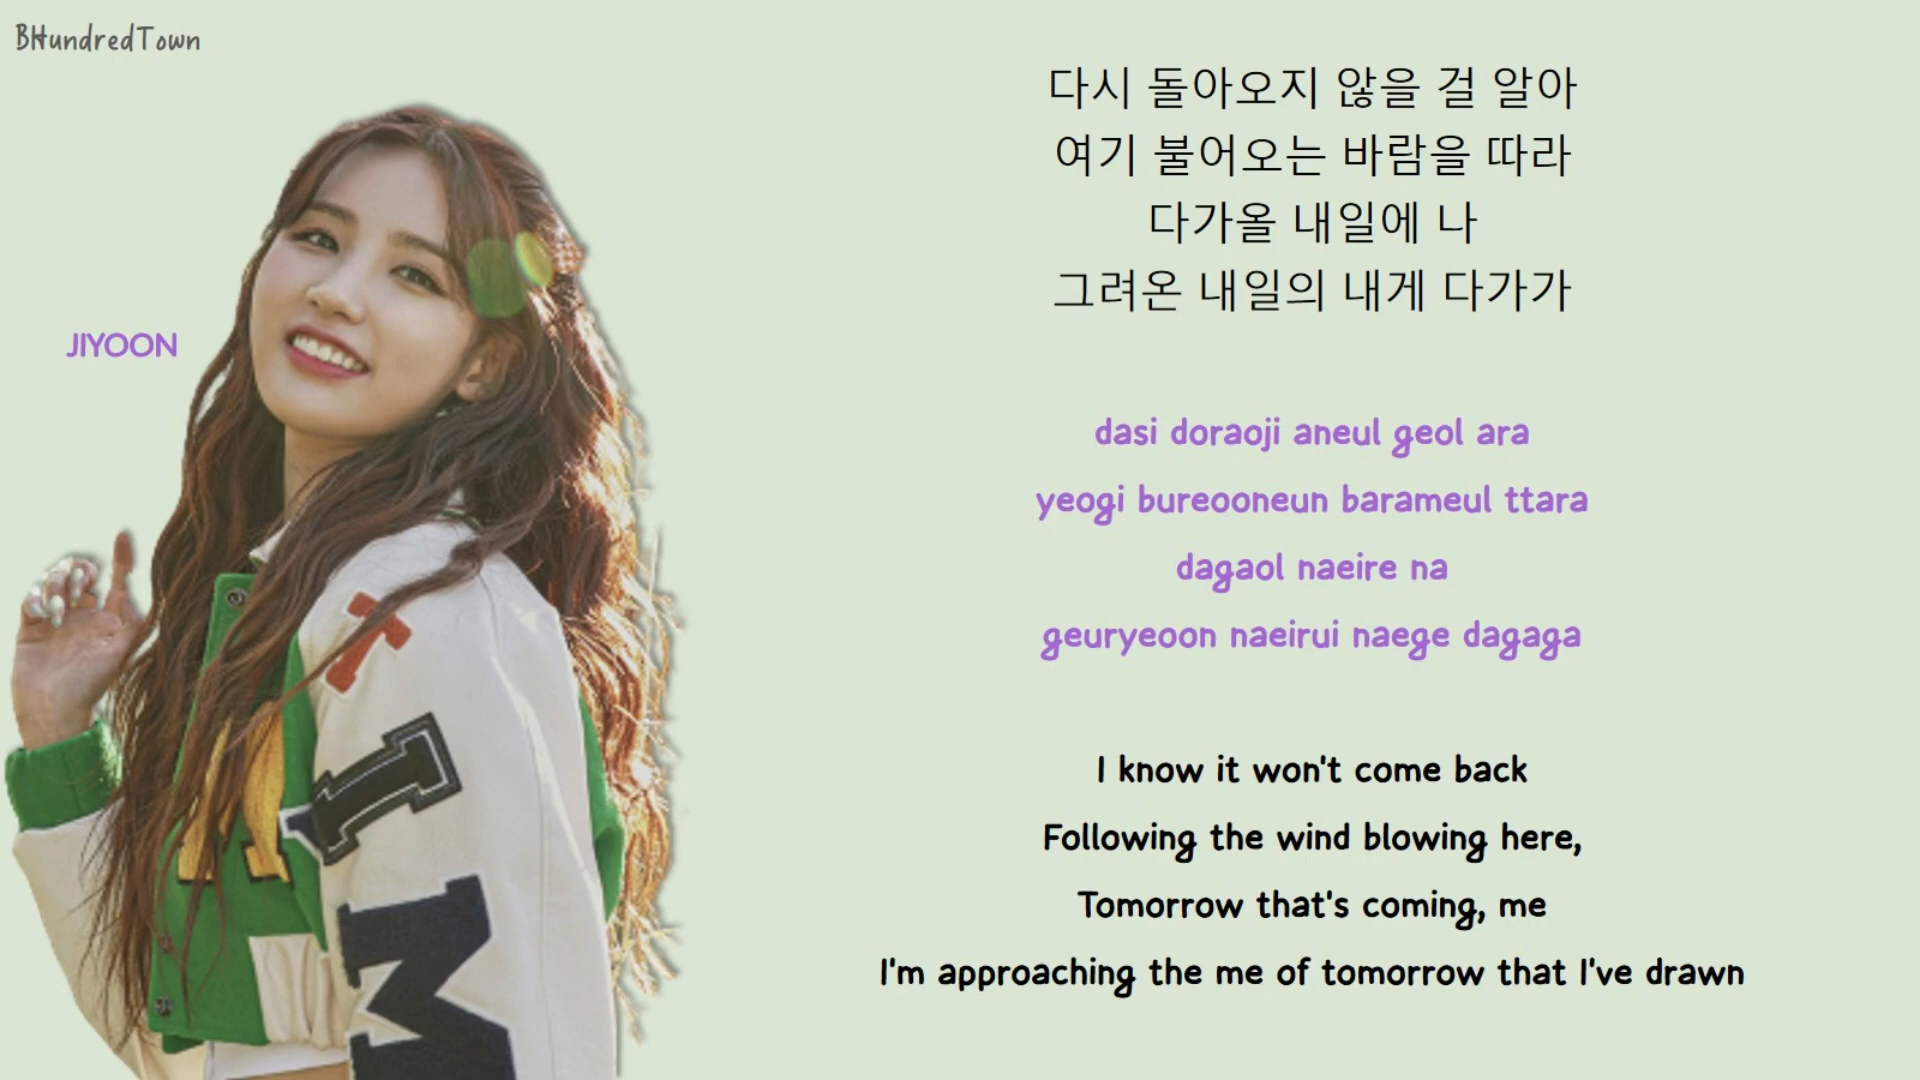 BHundredTown
다시 돌아오지 않을 걸 알아
여기 불어오는 바람을 따라
다가올 내일에 나
그려온 내일의 내게 다가가
JIYOON
dasi doraoji aneul geol ara
yeogi bureooneun barameul ttara
dagaol naeire na
geuryeoon naeirui naege dagaga
I know it won't come back
Following the wind blowing here,
Tomorrow that's coming, me
I'm approaching the me of tomorrow that I've drawn
T
I
M